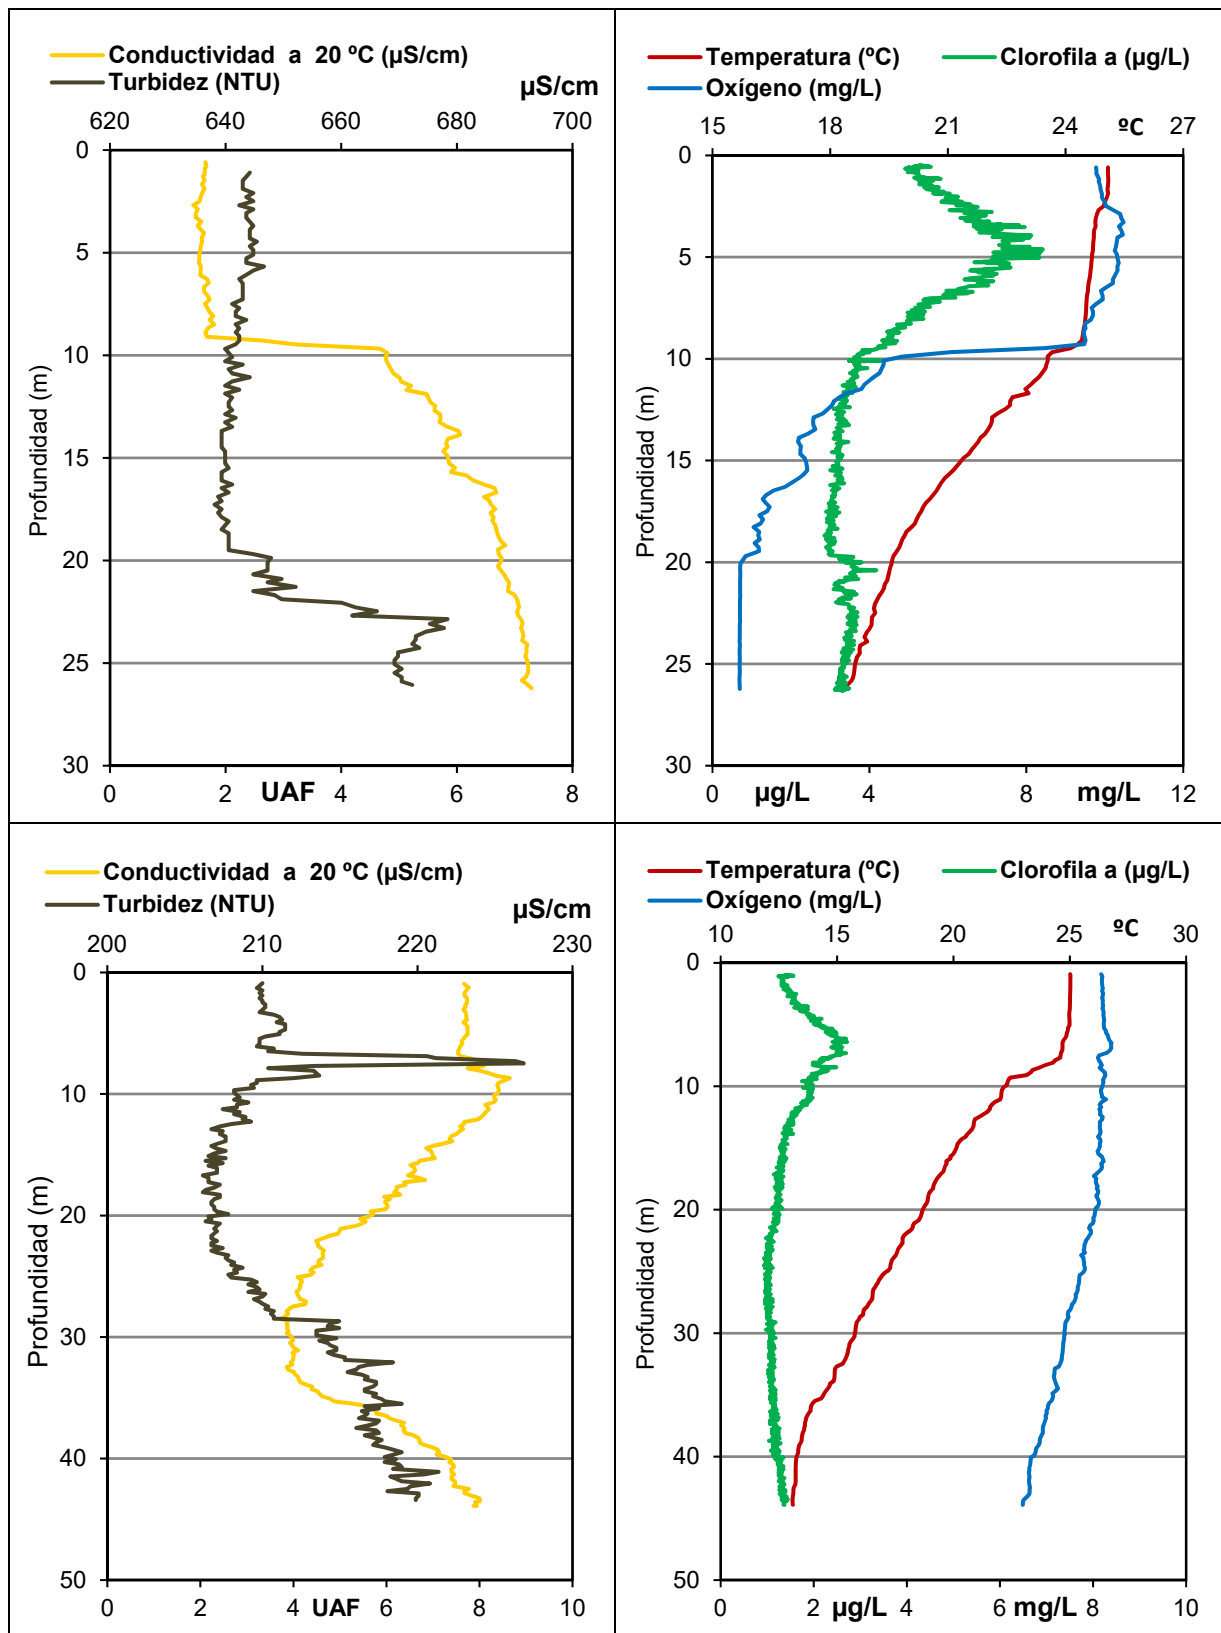 Conductividad a 20 ºC (µS/cm)
Turbidez (NTU)
µS/cm
620 640 660 680 700
0
5
10
15
20
25
30
Profundidad (m)
0 2 UAF 4 6 8
Temperatura (ºC) Clorofila a (µg/L)
Oxígeno (mg/L)
15 18 21 24 ºC 27
0
5
10
15
20
25
30
Profundidad (m)
0 µg/L 4 8 mg/L 12
Conductividad a 20 ºC (µS/cm)
Turbidez (NTU)
µS/cm
200 210 220 230
0
10
20
30
40
50
Profundidad (m)
0 2 4 UAF 6 8 10
Temperatura (ºC) Clorofila a (µg/L)
Oxígeno (mg/L)
10 15 20 25 ºC 30
0
10
20
30
40
50
Profundidad (m)
0 2 µg/L 4 6 mg/L 8 10